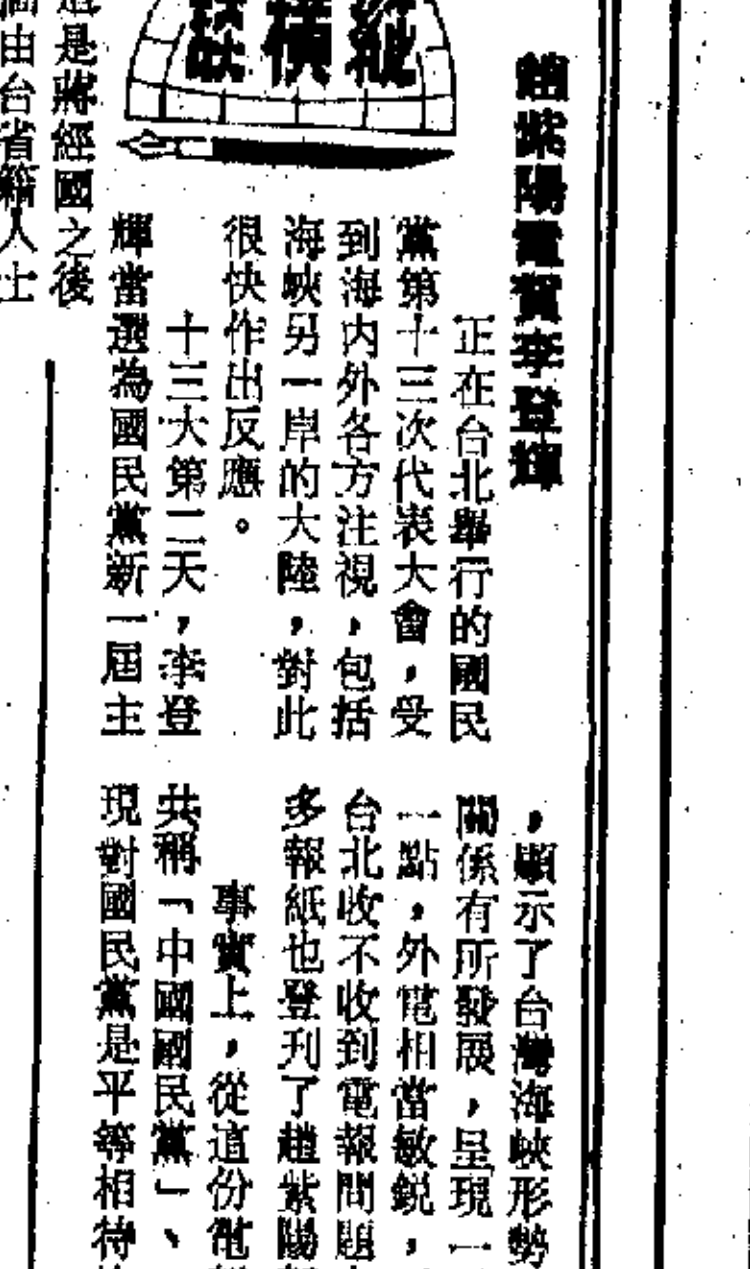 趙紫陽電賀李登輝
縱
橫
談
正在台北舉行的國民
黨第十三次代表大會，受
到海內外各方注視，包括
海峽另一岸的大陸，對此
很快作出反應。
十三大第二天，李登
輝當選為國民黨新一屆主
這是蔣經國之後
由台省籍人士
，顯示了台灣海峽形勢
關係有所發展，呈現一
一點，外電相當敏銳，
台北收不收到電報問題
多報紙也登刊了趙紫陽
事實上，從這份電
共稱「中國國民黨」、
現對國民黨是平等相待